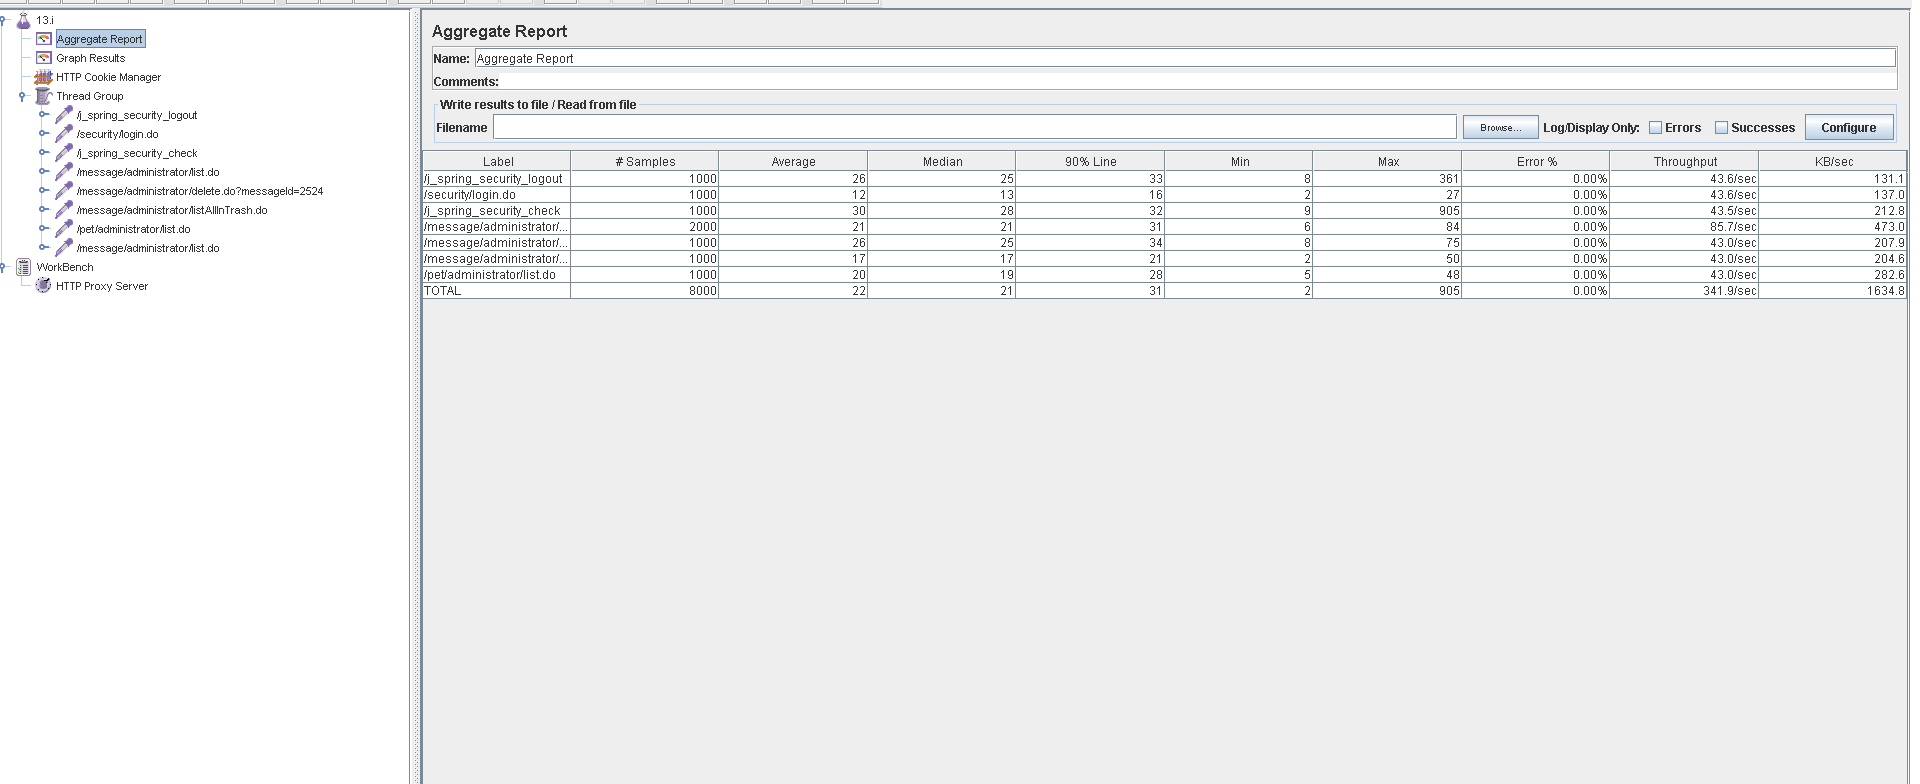 13.i
Aggregate Report
Graph Results
HTTP Cookie Manager
Thread Group
/j_spring_security_logout
/security/login.do
/j_spring_security_check
/message/administrator/list.do
/message/administrator/delete.do?messageId=2524
/message/administrator/listAllInTrash.do
/pet/administrator/list.do
/message/administrator/list.do
WorkBench
HTTP Proxy Server
Aggregate Report
Name: Aggregate Report
Comments:
Write results to file / Read from file
Filename Browse... Log/Display Only: Errors Successes Configure
Label # Samples Average Median 90% Line Min Max Error % Throughput KB/sec
/j_spring_security_logout 1000 26 25 33 8 361 0.00% 43.6/sec 131.1
/security/login.do 1000 12 13 16 2 27 0.00% 43.6/sec 137.0
/j_spring_security_check 1000 30 28 32 9 905 0.00% 43.5/sec 212.8
/message/administrator/... 2000 21 21 31 6 84 0.00% 85.7/sec 473.0
/message/administrator/... 1000 26 25 34 8 75 0.00% 43.0/sec 207.9
/message/administrator/... 1000 17 17 21 2 50 0.00% 43.0/sec 204.6
/pet/administrator/list.do 1000 20 19 28 5 48 0.00% 43.0/sec 282.6
TOTAL 8000 22 21 31 2 905 0.00% 341.9/sec 1634.8